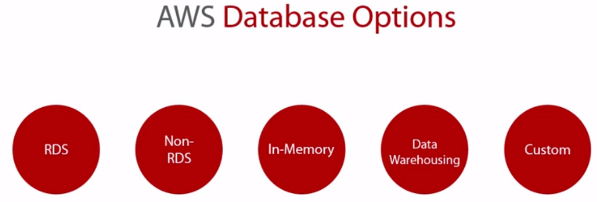 AWS Database Options
RDS
Non-
RDS
In-Memory
Data
Warehousing
Custom